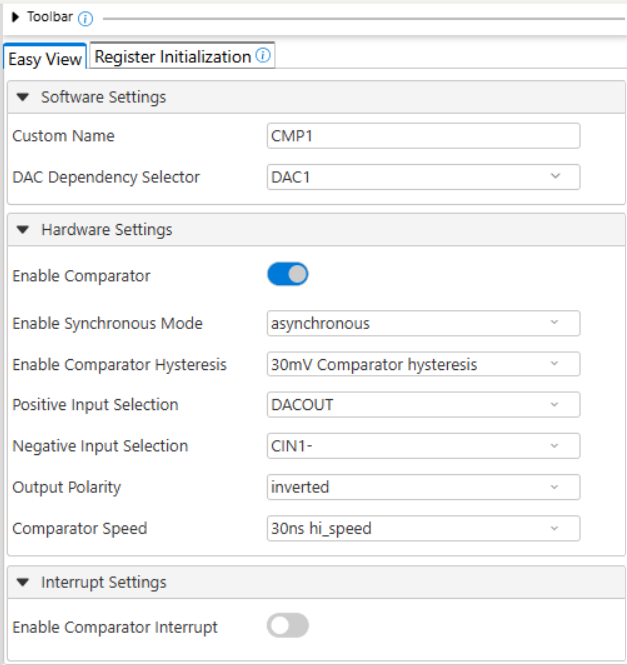 Toolbar
Easy View Register Initialization
Software Settings
Custom Name CMP1
DAC Dependency Selector DAC1
Hardware Settings
Enable Comparator
Enable Synchronous Mode asynchronous
Enable Comparator Hysteresis 30mV Comparator hysteresis
Positive Input Selection DACOUT
Negative Input Selection CIN1-
Output Polarity inverted
Comparator Speed 30ns hi_speed
Interrupt Settings
Enable Comparator Interrupt